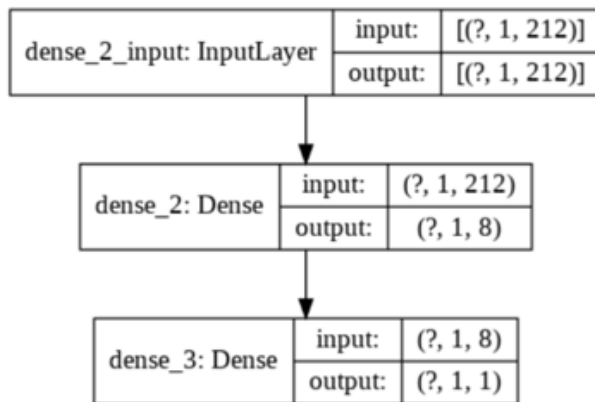 dense_2_input: InputLayer
input: [(?, 1, 212)]
output: [(?, 1, 212)]
dense_2: Dense
input: (?, 1, 212)
output: (?, 1, 8)
dense_3: Dense
input: (?, 1, 8)
output: (?, 1, 1)